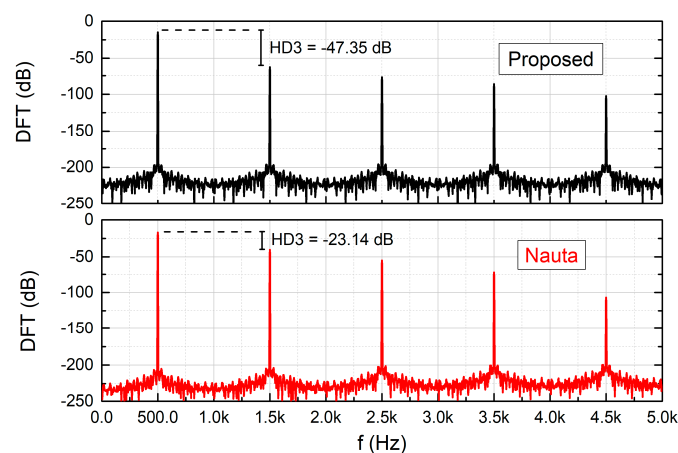 0
-50
-100
-150
-200
-250
DFT (dB)
HD3 = -47.35 dB
Proposed
0
-50
-100
-150
-200
-250
DFT (dB)
HD3 = -23.14 dB
Nauta
0.0 500.0 1.0k 1.5k 2.0k 2.5k 3.0k 3.5k 4.0k 4.5k 5.0k
f (Hz)